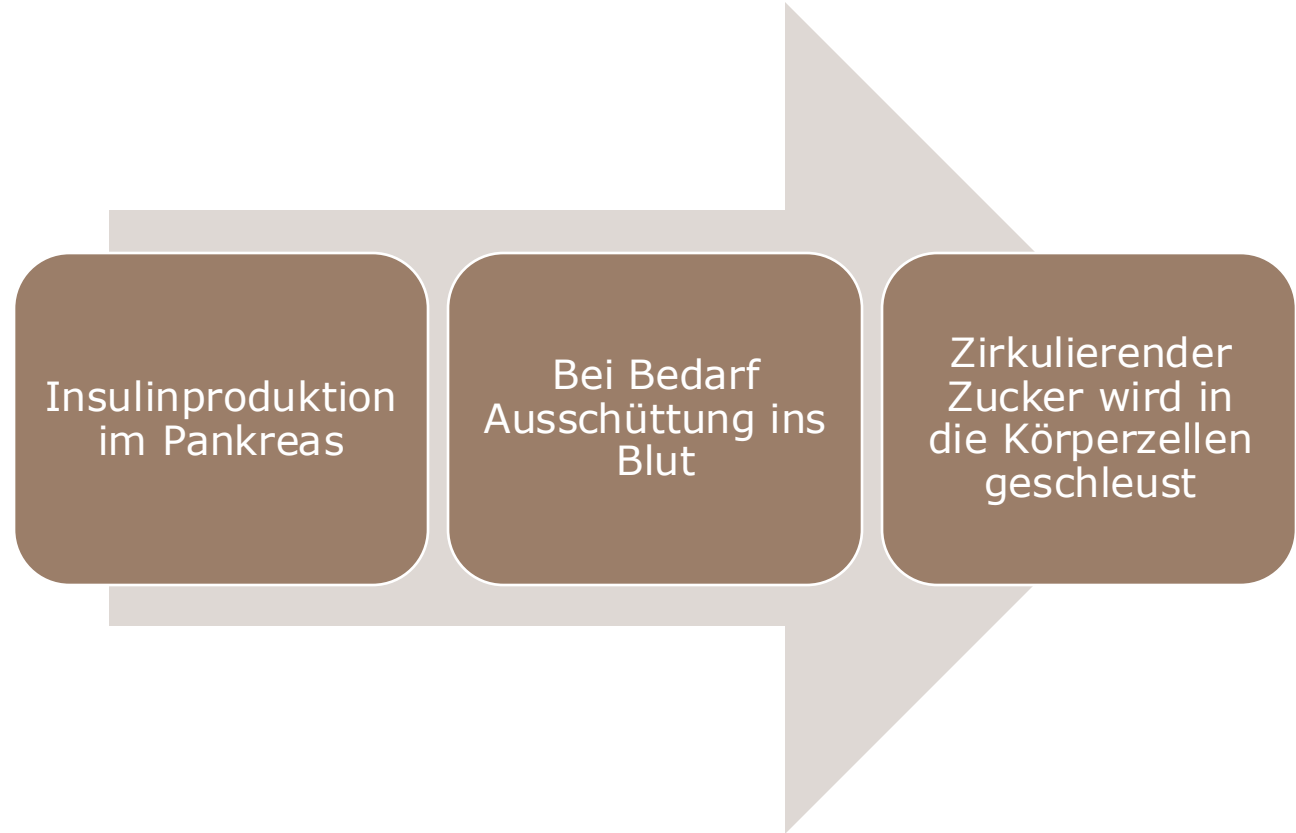 Insulinproduktion
im Pankreas
Bei Bedarf
Ausschüttung ins
Blut
Zirkulierender
Zucker wird in
die Körperzellen
geschleust